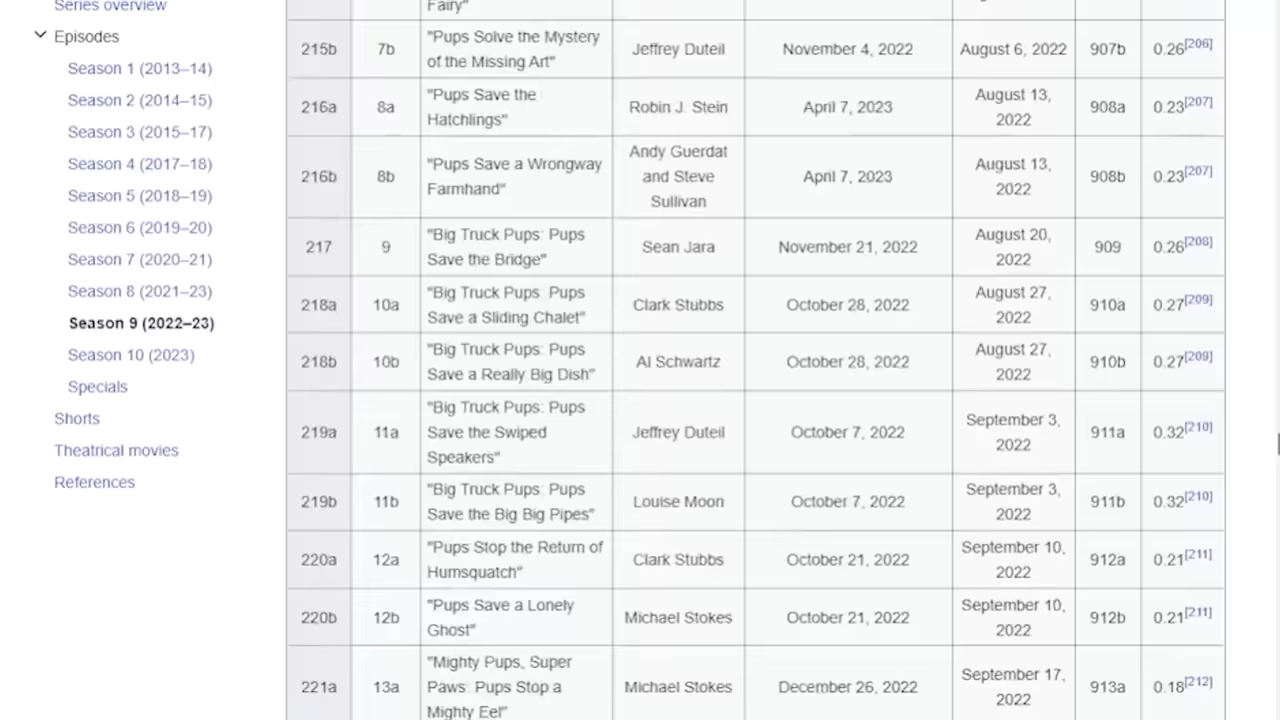 Series overview
Episodes
Season 1 (2013–14)
Season 2 (2014–15)
Season 3 (2015–17)
Season 4 (2017–18)
Season 5 (2018–19)
Season 6 (2019–20)
Season 7 (2020–21)
Season 8 (2021–23)
Season 9 (2022–23)
Season 10 (2023)
Specials
Shorts
Theatrical movies
References
Fairy"
215b 7b "Pups Solve the Mystery Jeffrey Duteil November 4, 2022 August 6, 2022 907b 0.26[206]
of the Missing Art"
216a 8a "Pups Save the Robin J. Stein April 7, 2023 August 13, 908a 0.23[207]
Hatchlings" 2022
216b 8b "Pups Save a Wrongway Andy Guerdat April 7, 2023 August 13, 908b 0.23[207]
Farmhand" and Steve 2022
Sullivan
217 9 "Big Truck Pups: Pups Sean Jara November 21, 2022 August 20, 909 0.26[208]
Save the Bridge" 2022
218a 10a "Big Truck Pups: Pups Clark Stubbs October 28, 2022 August 27, 910a 0.27[209]
Save a Sliding Chalet" 2022
218b 10b "Big Truck Pups: Pups Al Schwartz October 28, 2022 August 27, 910b 0.27[209]
Save a Really Big Dish" 2022
219a 11a "Big Truck Pups: Pups Jeffrey Duteil October 7, 2022 September 3, 911a 0.32[210]
Save the Swiped 2022
Speakers"
219b 11b "Big Truck Pups: Pups Louise Moon October 7, 2022 September 3, 911b 0.32[210]
Save the Big Big Pipes" 2022
220a 12a "Pups Stop the Return of Clark Stubbs October 21, 2022 September 10, 912a 0.21[211]
Humsquatch" 2022
220b 12b "Pups Save a Lonely Michael Stokes October 21, 2022 September 10, 912b 0.21[211]
Ghost" 2022
221a 13a "Mighty Pups, Super Michael Stokes December 26, 2022 September 17, 913a 0.18[212]
Paws: Pups Stop a 2022
Mighty Eel"